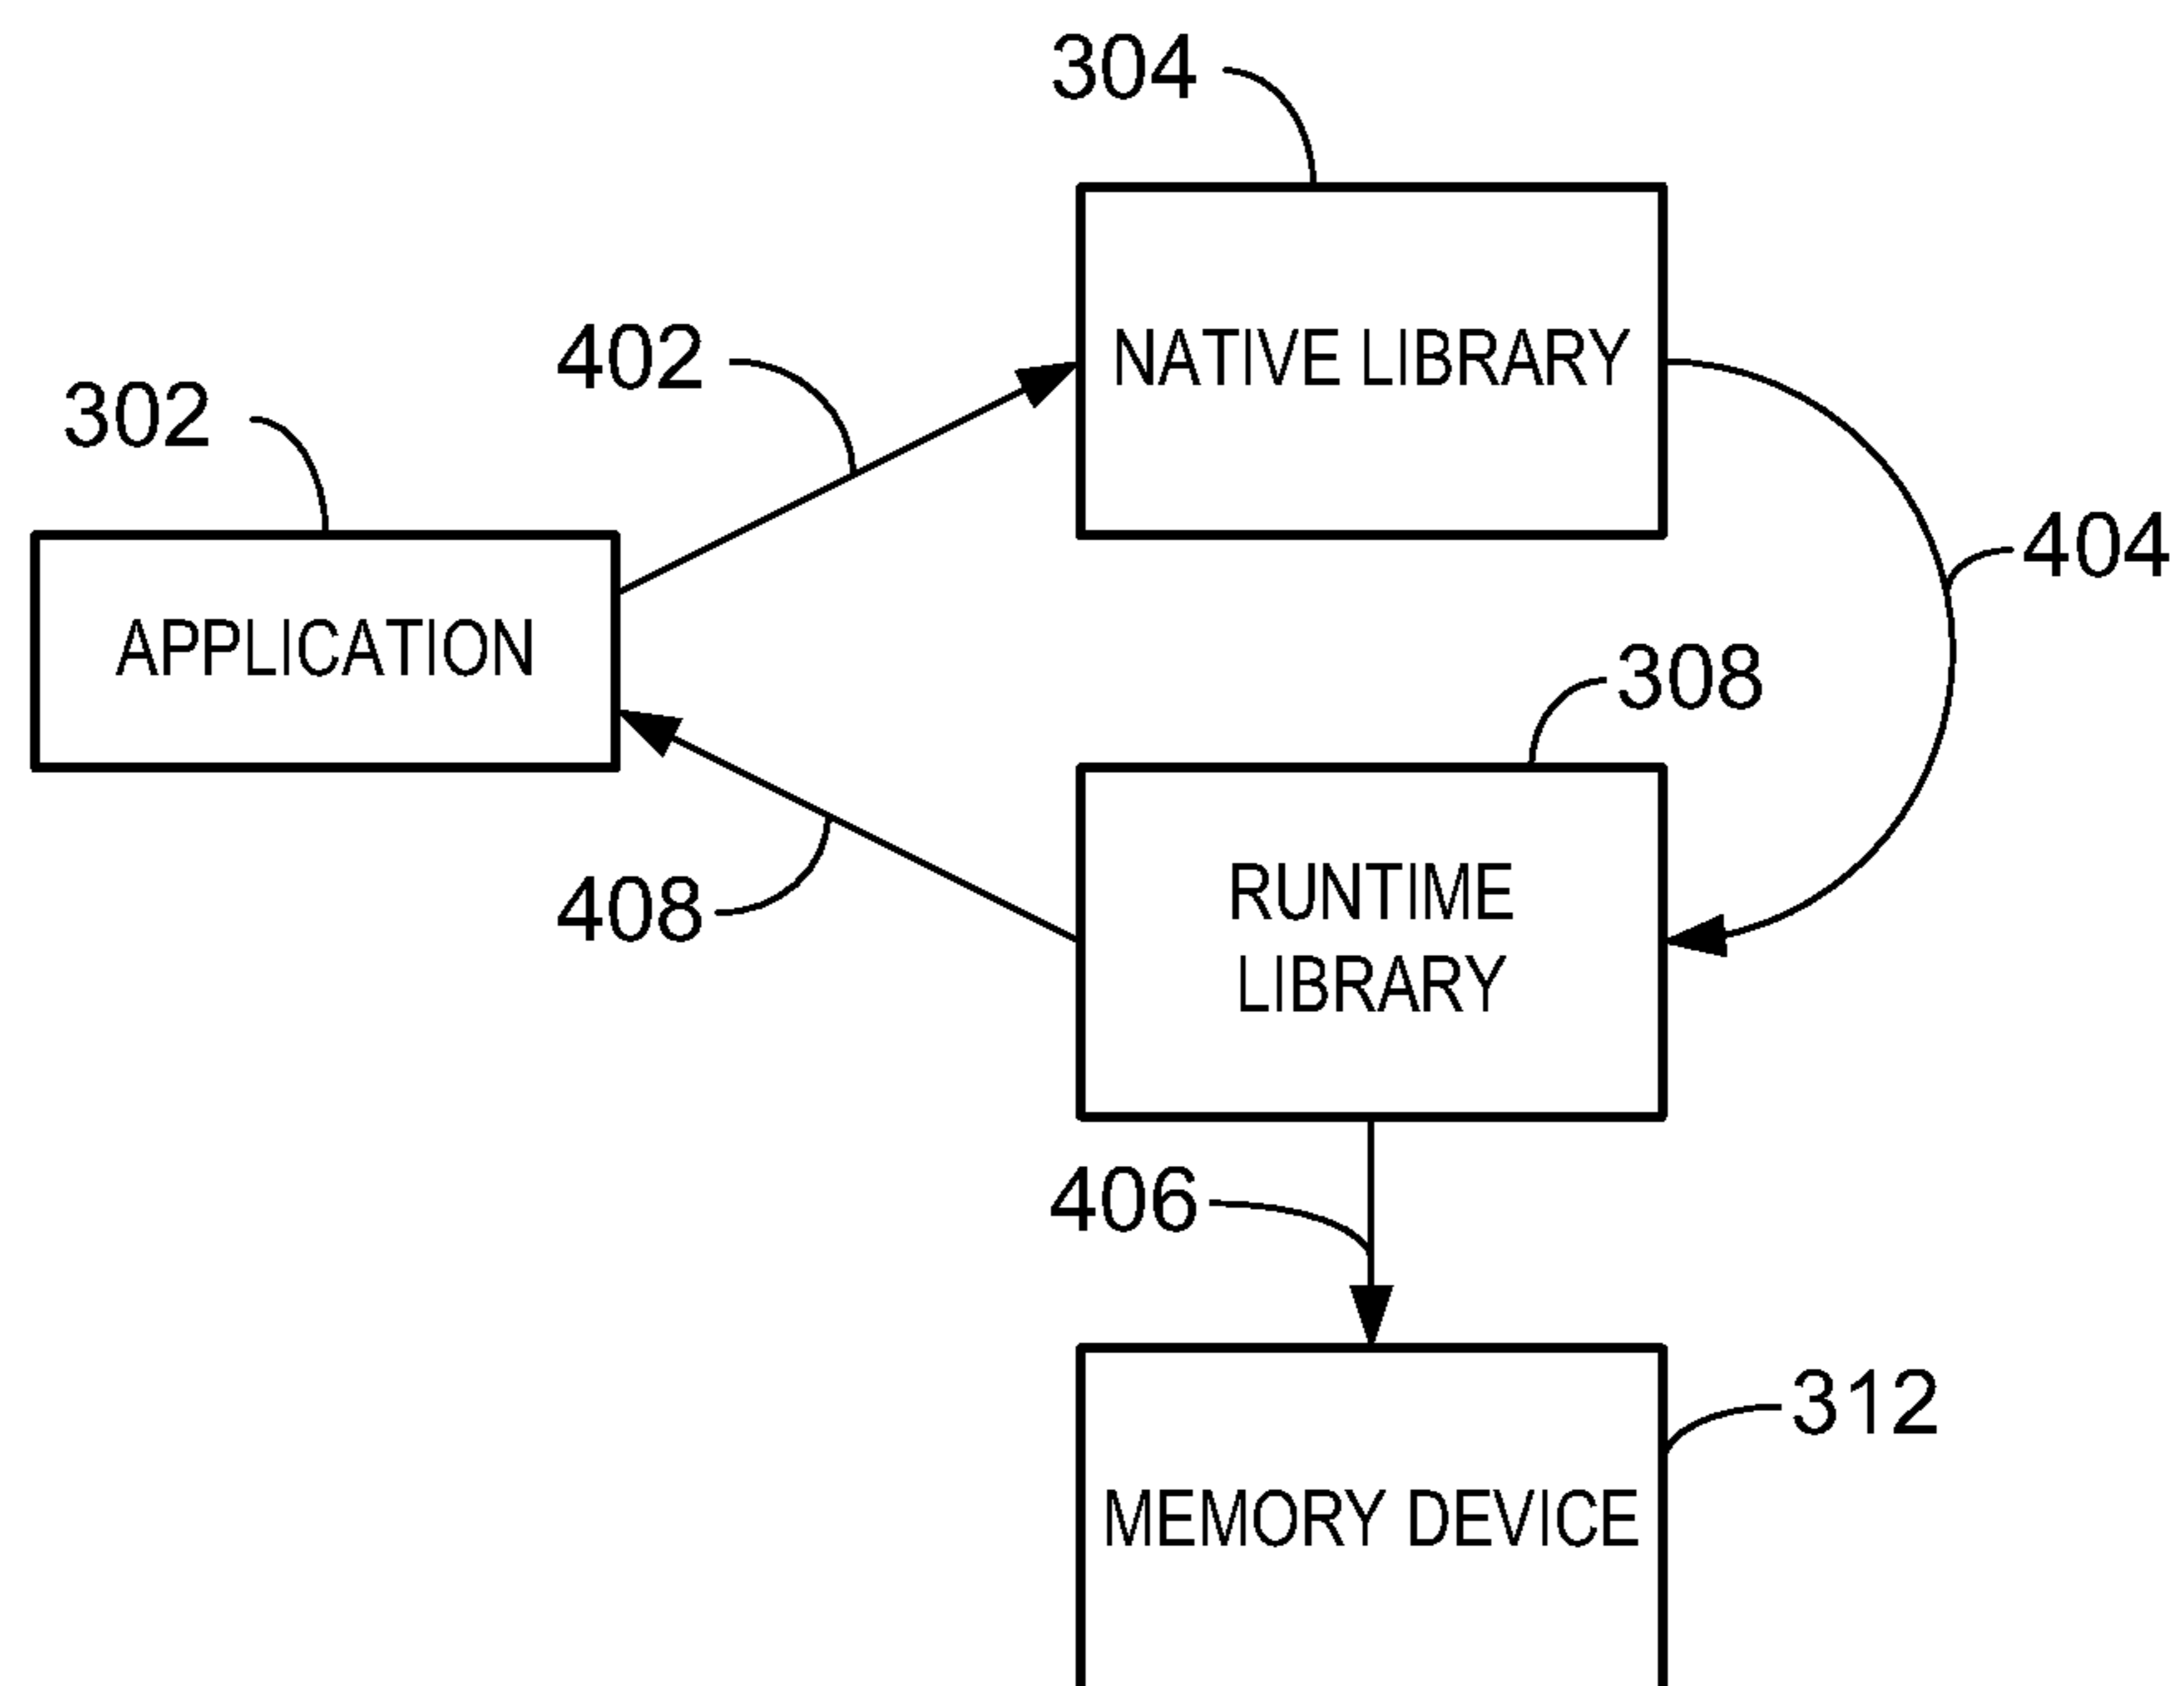 304
402
NATIVE LIBRARY
302
404
APPLICATION
308
408
RUNTIME
LIBRARY
406
312
MEMORY DEVICE